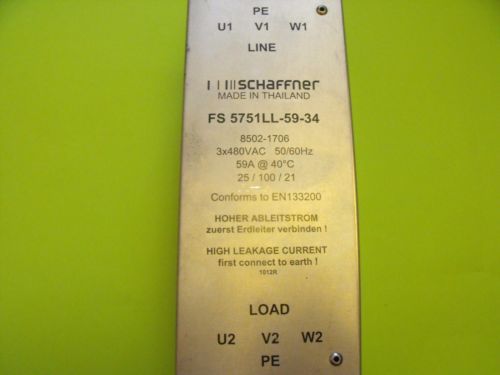 PE
U1 V1 W1
LINE
SCHAFFNER
MADE IN THAILAND
FS 5751LL-59-34
8502-1706
3x480VAC 50/60Hz
59A @ 40°C
25 / 100 / 21
Conforms to EN133200
HOHER ABLEITSTROM
zuerst Erdleiter verbinden !
HIGH LEAKAGE CURRENT
first connect to earth !
1012R
LOAD
U2 V2 W2
PE